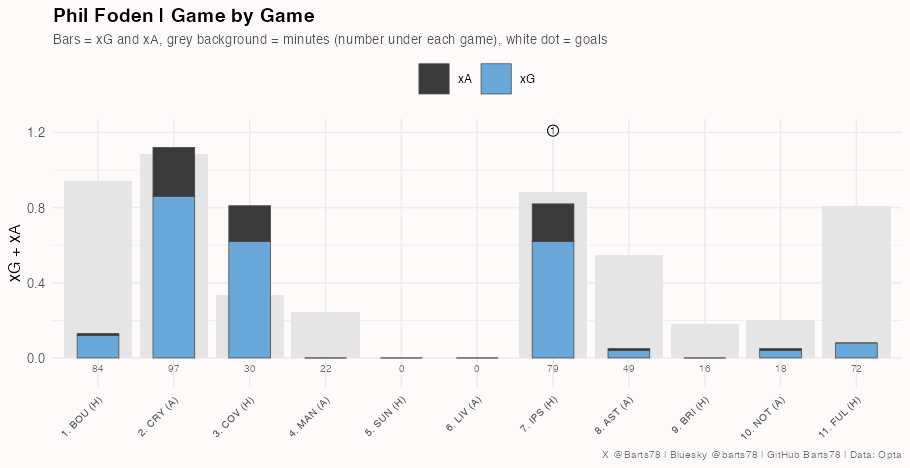 Phil Foden | Game by Game
Bars = xG and xA, grey background = minutes (number under each game), white dot = goals
xA xG
xG + xA
1.2
0.8
0.4
0.0
1
84 97 30 22 0 0 79 49 16 18 72
1. BOU (H) 2. CRY (A) 3. COV (H) 4. MAN (A) 5. SUN (H) 6. LIV (A) 7. IPS (H) 8. AST (A) 9. BRI (H) 10. NOT (A) 11. FUL (H)
X @Barts78 | Bluesky @barts78 | GitHub Barts78 | Data: Opta